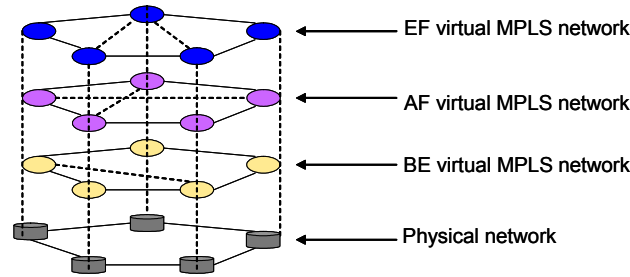 EF virtual MPLS network
AF virtual MPLS network
BE virtual MPLS network
Physical network